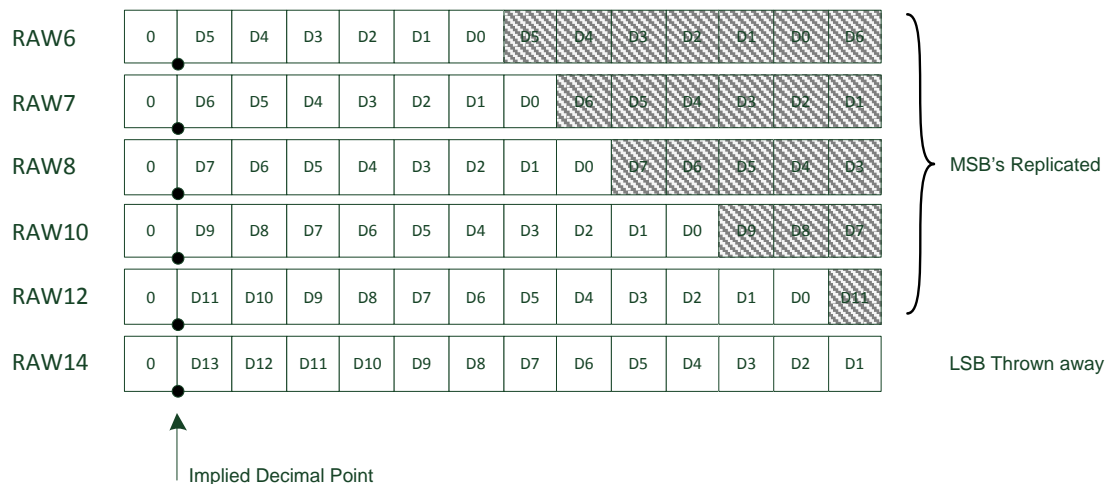 RAW6 0 D5 D4 D3 D2 D1 D0 D5 D4 D3 D2 D1 D0 D6
RAW7 0 D6 D5 D4 D3 D2 D1 D0 D6 D5 D4 D3 D2 D1
RAW8 0 D7 D6 D5 D4 D3 D2 D1 D0 D7 D6 D5 D4 D3
MSB's Replicated
RAW10 0 D9 D8 D7 D6 D5 D4 D3 D2 D1 D0 D9 D8 D7
RAW12 0 D11 D10 D9 D8 D7 D6 D5 D4 D3 D2 D1 D0 D11
RAW14 0 D13 D12 D11 D10 D9 D8 D7 D6 D5 D4 D3 D2 D1
LSB Thrown away
Implied Decimal Point